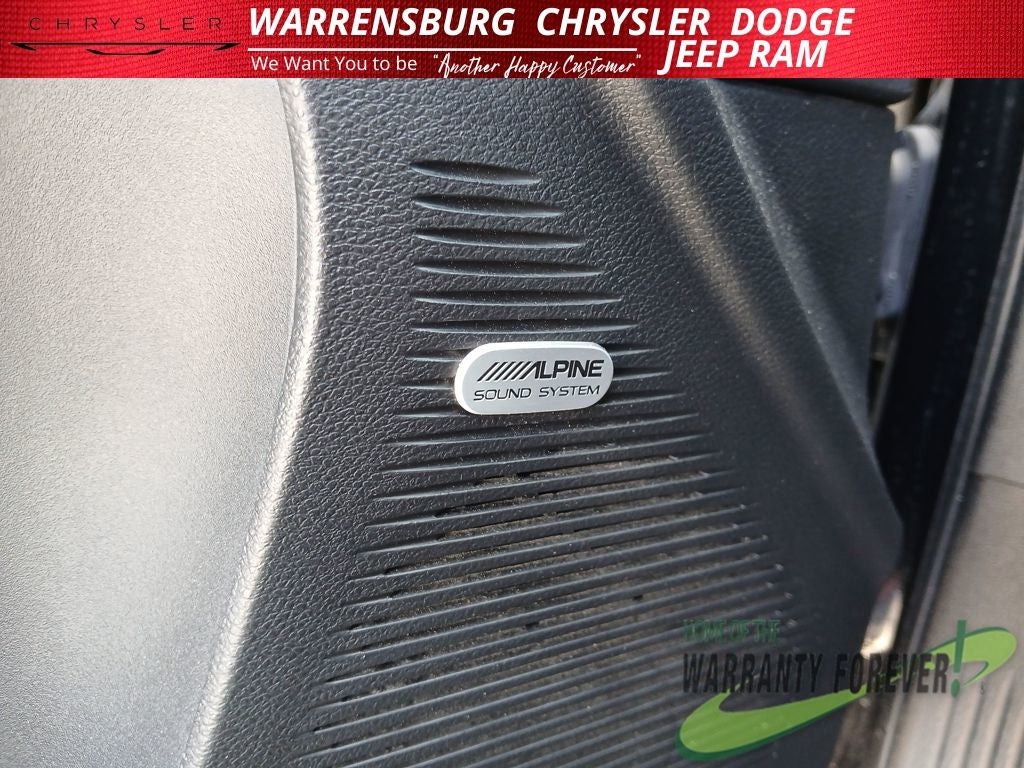 CHRYSLER
WARRENSBURG CHRYSLER DODGE
JEEP RAM
We Want You to be "Another Happy Customer"
ALPINE
SOUND SYSTEM
HOME OF THE
WARRANTY FOREVER!